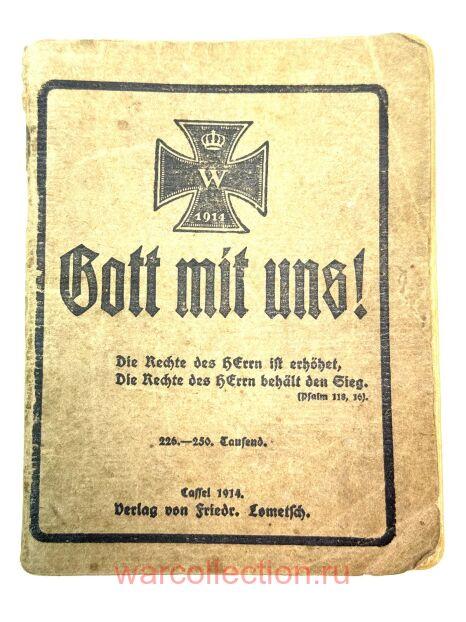 W
1914
Gott mit uns!
Die Rechte des HErrn ist erhöhet,
Die Rechte des HErrn behält den Sieg.
(Psalm 118, 16).
226.—250. Tausend.
Cassel 1914.
Verlag von Friedr. Lometsch.
warcollection.ru